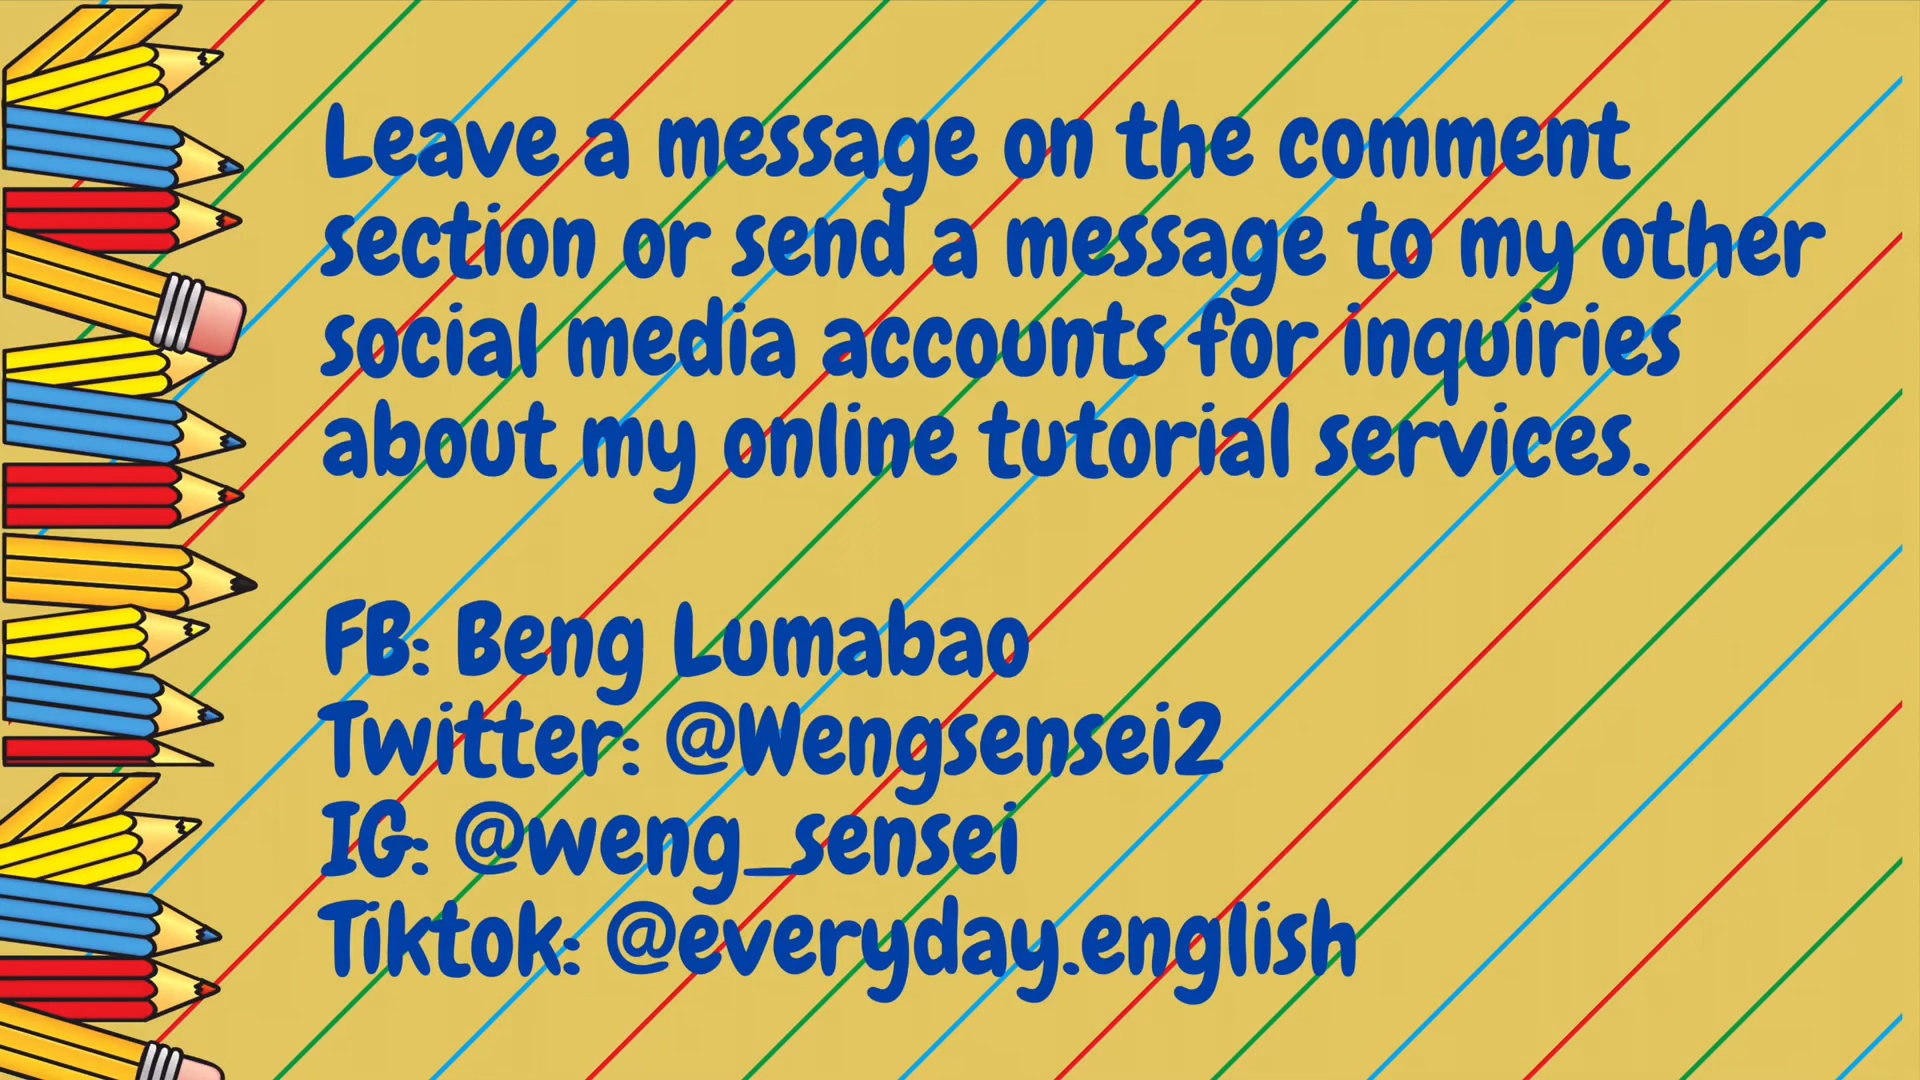 Leave a message on the comment
section or send a message to my other
social media accounts for inquiries
about my online tutorial services.
FB: Beng Lumabao
Twitter: @Wengsensei2
IG: @weng_sensei
Tiktok: @everyday.english